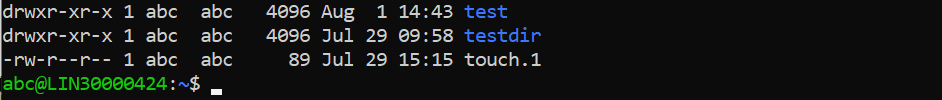 drwxr-xr-x 1 abc  abc   4096 Aug  1 14:43 test
drwxr-xr-x 1 abc  abc   4096 Jul 29 09:58 testdir
-rw-r--r-- 1 abc  abc     89 Jul 29 15:15 touch.1
abc@LIN30000424:~$